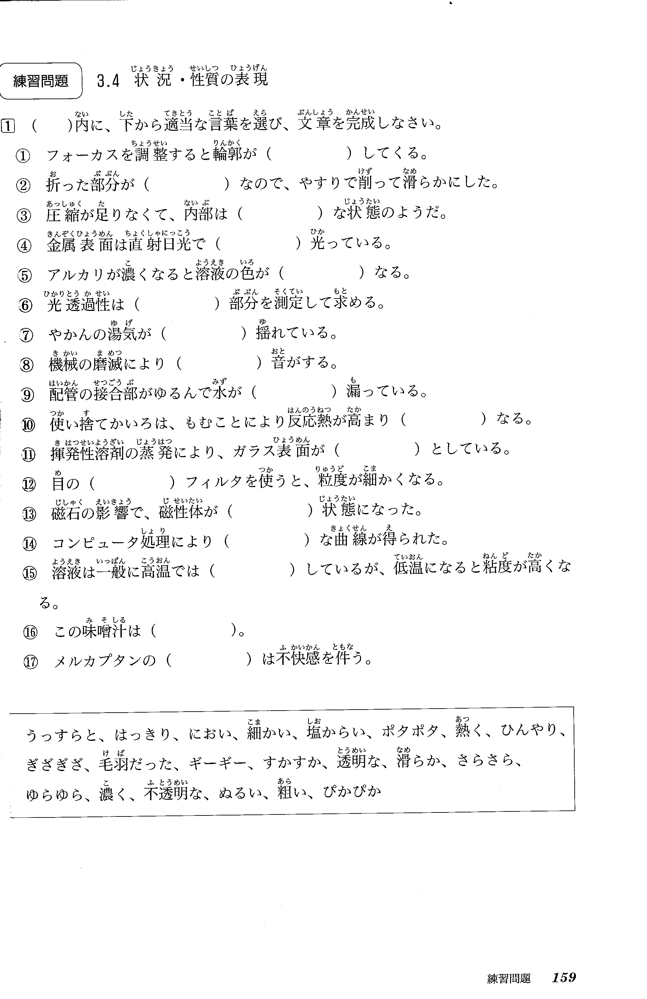 練習問題 3.4 状況・性質の表現
1 ( )内に、下から適当な言葉を選び、文章を完成しなさい。
① フォーカスを調整すると輪郭が( )してくる。
② 折った部分が( )なので、やすりで削って滑らかにした。
③ 圧縮が足りなくて、内部は( )な状態のようだ。
④ 金属表面は直射日光で( )光っている。
⑤ アルカリが濃くなると溶液の色が( )なる。
⑥ 光透過性は( )部分を測定して求める。
⑦ やかんの湯気が( )揺れている。
⑧ 機械の磨滅により( )音がする。
⑨ 配管の接合部がゆるんで水が( )漏っている。
⑩ 使い捨てかいろは、もむことにより反応熱が高まり( )なる。
⑪ 揮発性溶剤の蒸発により、ガラス表面が( )としている。
⑫ 目の( )フィルタを使うと、粒度が細かくなる。
⑬ 磁石の影響で、磁性体が( )状態になった。
⑭ コンピュータ処理により( )な曲線が得られた。
⑮ 溶液は一般に高温では( )しているが、低温になると粘度が高くな
る。
⑯ この味噌汁は( )。
⑰ メルカプタンの( )は不快感を伴う。
うっすらと、はっきり、におい、細かい、塩からい、ポタポタ、熱く、ひんやり、
ぎざぎざ、毛羽だった、ギーギー、すかすか、透明な、滑らか、さらさら、
ゆらゆら、濃く、不透明な、ぬるい、粗い、ぴかぴか
練習問題 159